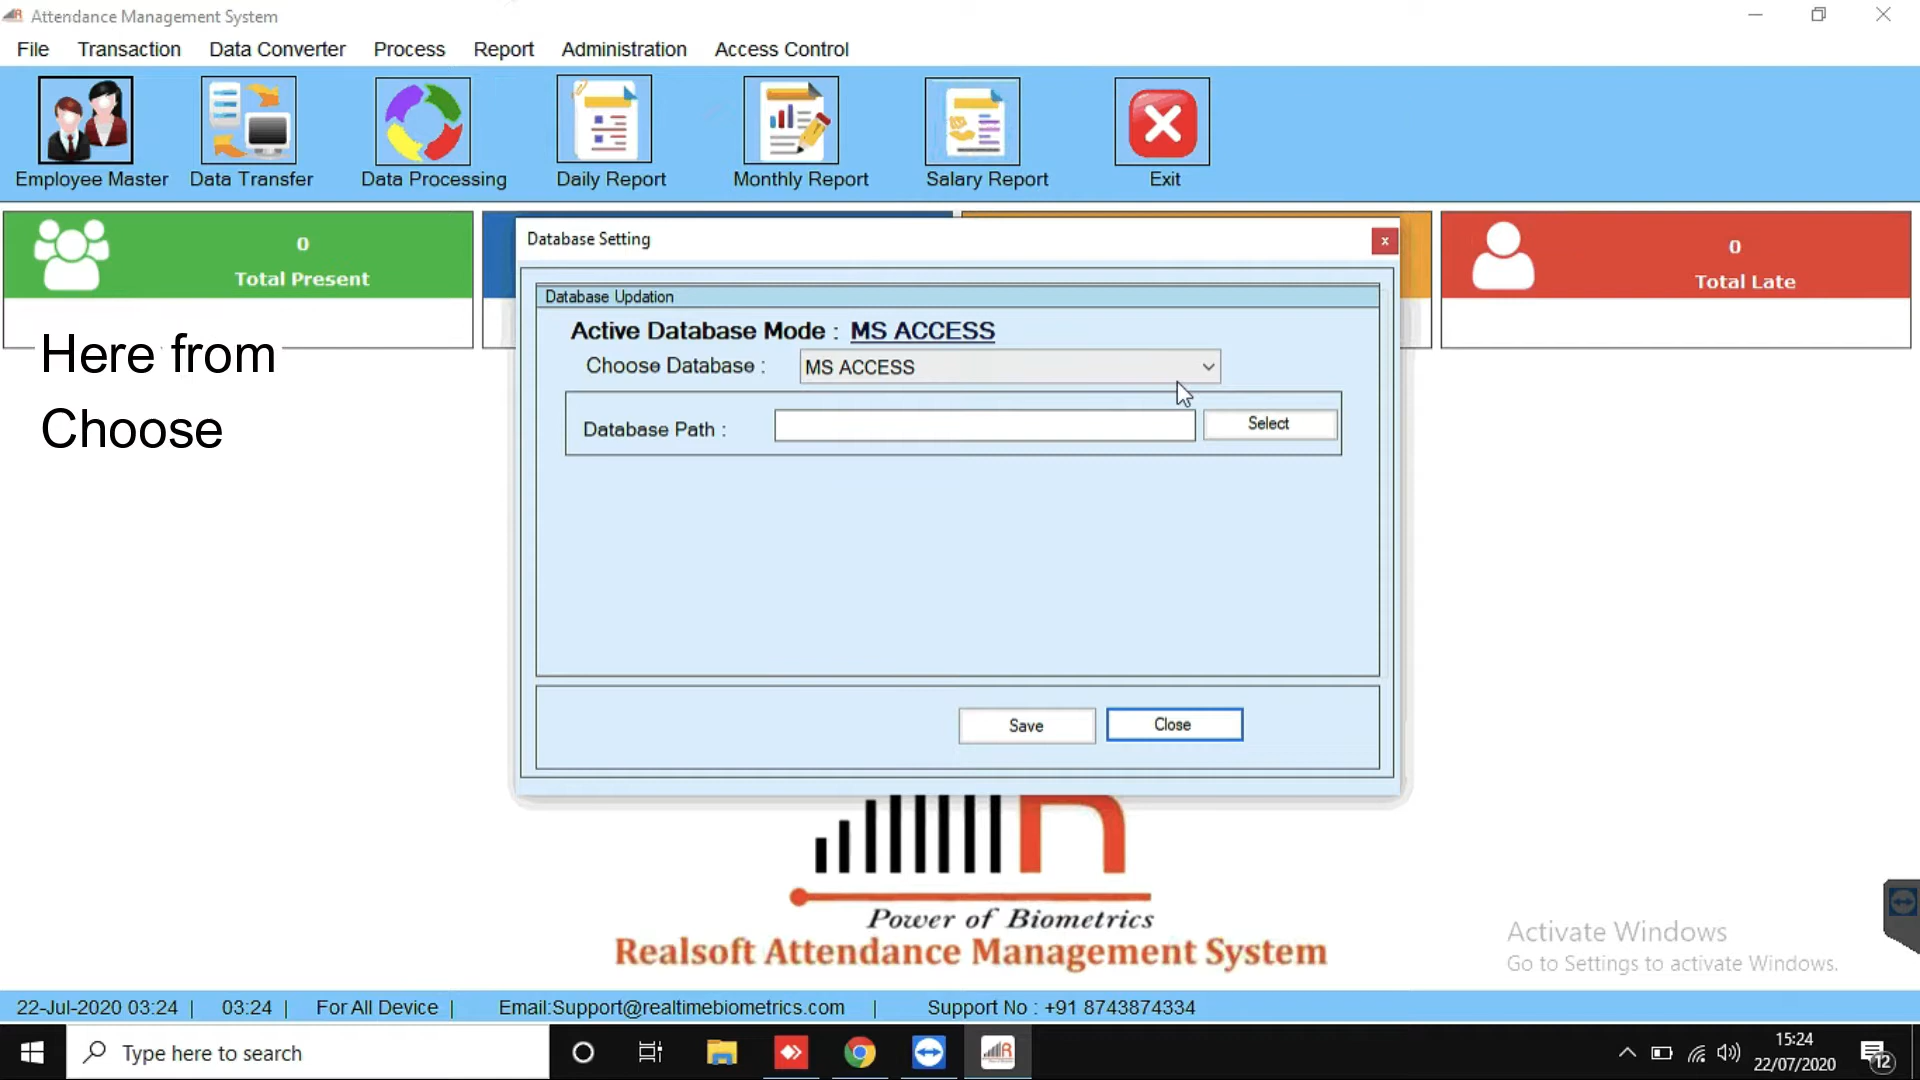 Attendance Management System
File Transaction Data Converter Process Report Administration Access Control
Employee Master Data Transfer Data Processing Daily Report Monthly Report Salary Report Exit
0
Total Present
0
Total Late
Database Setting
x
Database Updation
Active Database Mode : MS ACCESS
Choose Database : MS ACCESS
Database Path : Select
Save Close
Here from
Choose
Power of Biometrics
Realsoft Attendance Management System
Activate Windows
Go to Settings to activate Windows.
22-Jul-2020 03:24 | 03:24 | For All Device | Email:Support@realtimebiometrics.com | Support No : +91 8743874334
Type here to search
15:24
22/07/2020
12